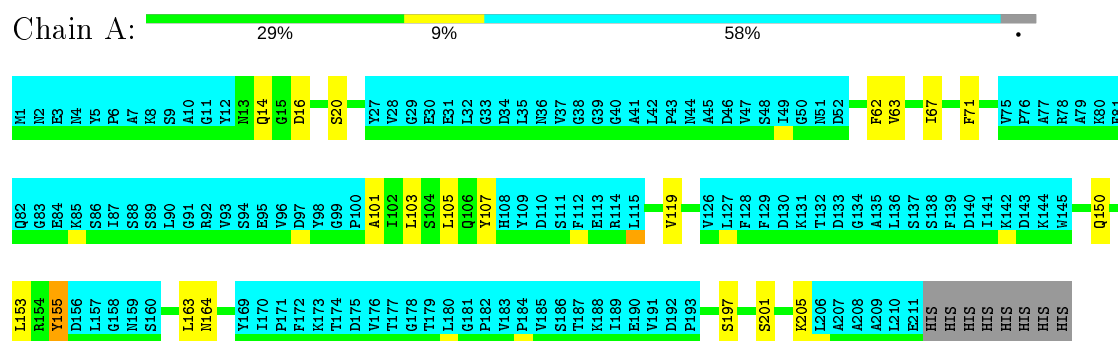 Chain A:
29% 9% 58% •
M1 N2 E3 N4 Y5 P6 A7 K8 S9 A10 G11 Y12 N13 Q14 G15 D16 S20 Y27 V28 G29 E30 E31 L32 G33 D34 L35 N36 V37 G38 G39 Q40 A41 L42 P43 N44 A45 D46 V47 S48 I49 G50 N51 D52 F62 V63 I67 F71 V75 P76 A77 R78 A79 K80
Q82 G83 E84 K85 S86 I87 S88 S89 L90 G91 R92 V93 S94 E95 V96 D97 Y98 G99 P100 A101 I102 L103 S104 L105 Q106 Y107 H108 Y109 D110 S111 F112 E113 R114 L115 V119 V126 L127 F128 F129 D130 K131 T132 D133 G134 A135 L136 S137 S138 F139 D140 I141 K142 D143 K144 W145 Q150
L153 R154 Y155 D156 L157 G158 N159 S160 L163 N164 Y169 I170 P171 F172 K173 T174 D175 V176 T177 G178 T179 L180 G181 P182 V183 P184 V185 S186 T187 K188 I189 E190 V191 D192 P193 S197 S201 K205 L206 A207 A208 A209 L210 E211 HIS HIS HIS HIS HIS HIS HIS HIS